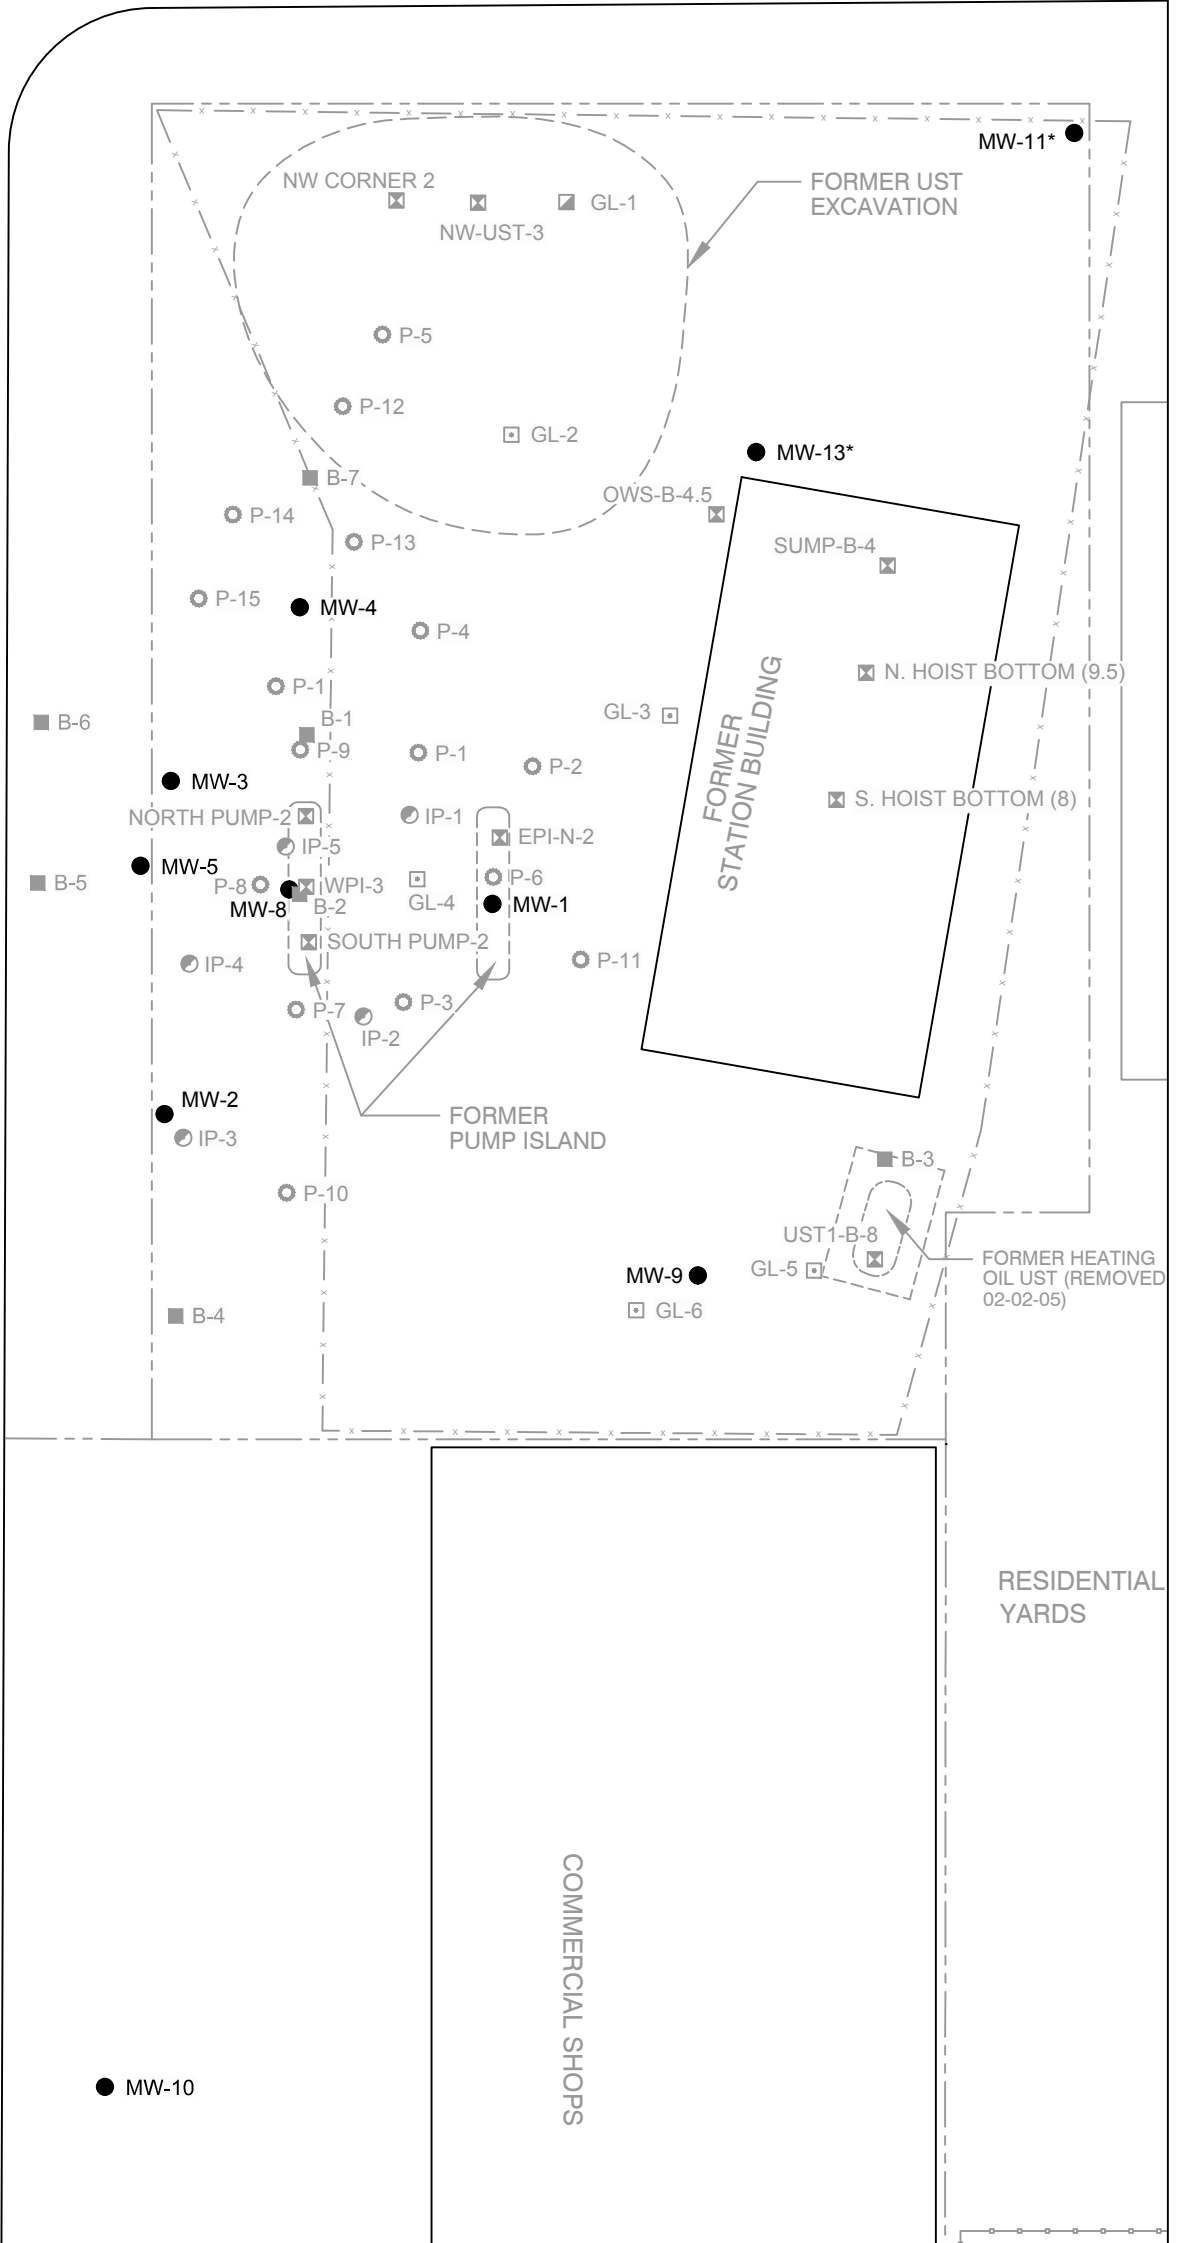 MW-11*
NW CORNER 2
FORMER UST
EXCAVATION
GL-1
NW-UST-3
P-5
P-12
GL-2
MW-13*
B-7
OWS-B-4.5
P-14
P-13
SUMP-B-4
P-15
MW-4
P-4
N. HOIST BOTTOM (9.5)
P-1
GL-3
B-6
B-1
P-9
P-1
P-2
FORMER
STATION BUILDING
MW-3
S. HOIST BOTTOM (8)
NORTH PUMP-2
IP-1
EPI-N-2
IP-5
MW-5
B-5
P-8
WPI-3
P-6
GL-4
MW-8
B-2
MW-1
SOUTH PUMP-2
IP-4
P-11
P-7
P-3
IP-2
MW-2
FORMER
PUMP ISLAND
IP-3
B-3
P-10
UST1-B-8
FORMER HEATING
OIL UST (REMOVED
02-02-05)
MW-9
GL-5
GL-6
B-4
RESIDENTIAL
YARDS
COMMERCIAL SHOPS
MW-10